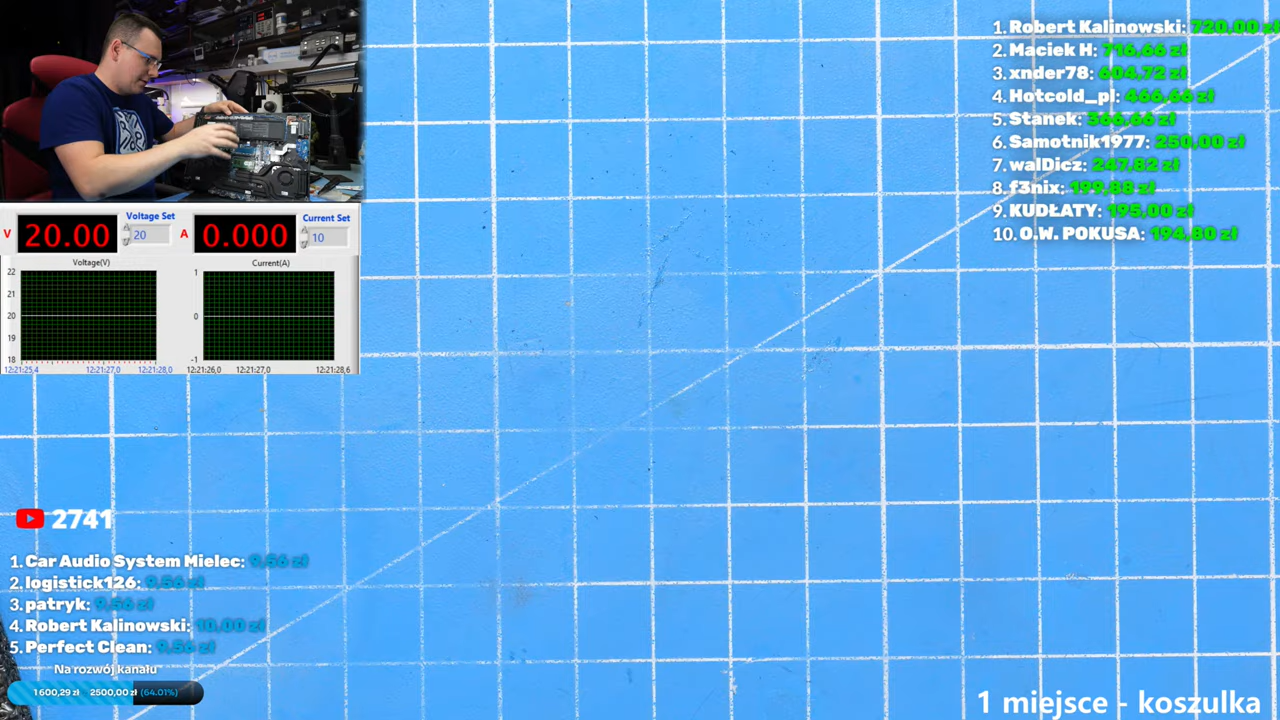 V 20.00 Voltage Set 20 A 0.000 Current Set 10
Voltage(V) Current(A)
22
21
20
19
18
1
0
-1
12:21:25,4 12:21:27,0 12:21:28,0 12:21:26,0 12:21:27,0 12:21:28,6
1. Robert Kalinowski: 720,00 zł
2. Maciek H: 716,66 zł
3. xnder78: 604,72 zł
4. Hotcold_pl: 466,66 zł
5. Stanek: 366,66 zł
6. Samotnik1977: 250,00 zł
7. walDicz: 247,82 zł
8. f3nix: 199,88 zł
9. KUDŁATY: 195,00 zł
10. O.W. POKUSA: 194,80 zł
2741
1. Car Audio System Mielec: 9,56 zł
2. logistick126: 9,56 zł
3. patryk: 9,56 zł
4. Robert Kalinowski: 10,00 zł
5. Perfect Clean: 9,56 zł
Na rozwój kanału
1 600,29 zł 2500,00 zł (64.01%)
1 miejsce - koszulka